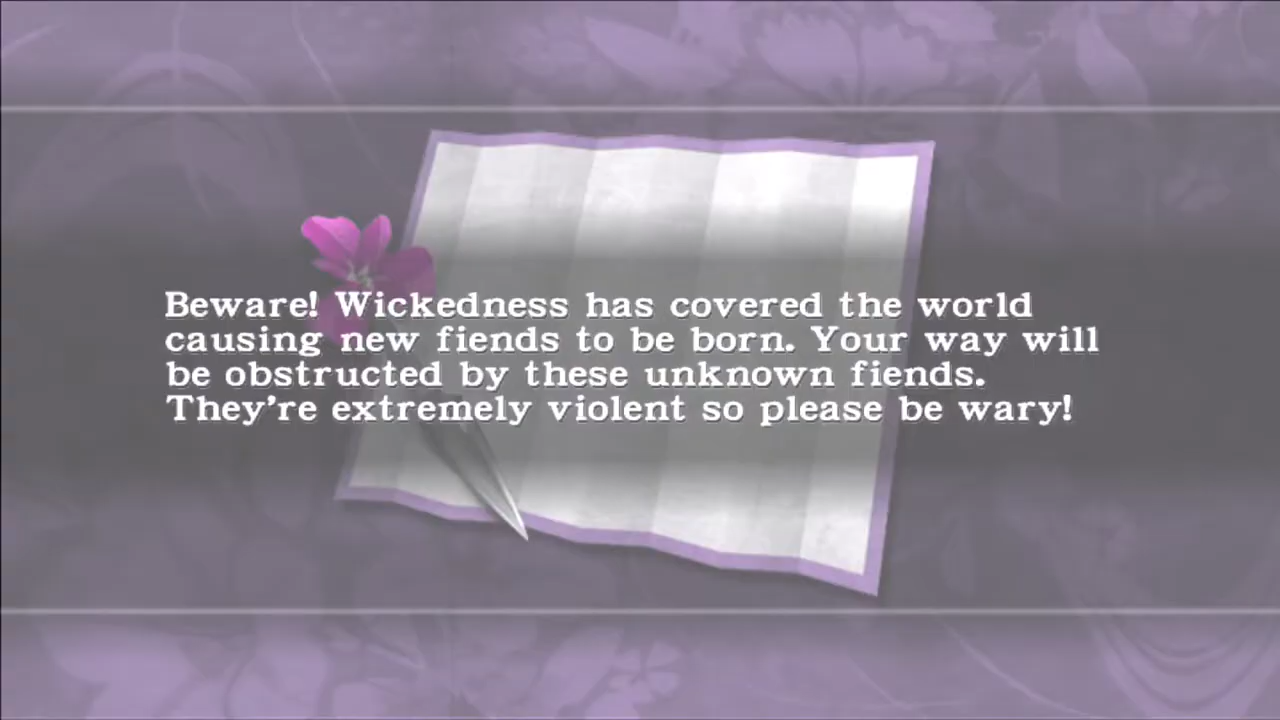 Beware! Wickedness has covered the world
causing new fiends to be born. Your way will
be obstructed by these unknown fiends.
They're extremely violent so please be wary!